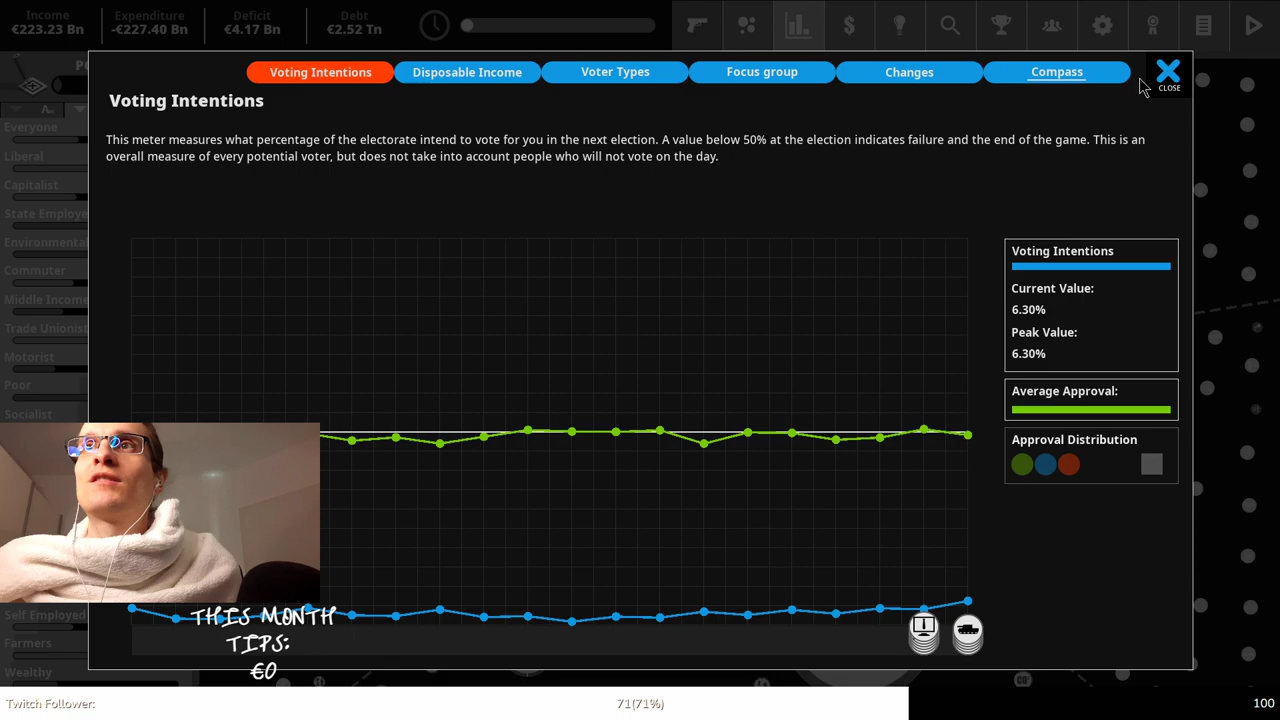 Income Expenditure Deficit Debt
€223.23 Bn -€227.40 Bn €4.17 Bn €2.52 Tn
Voting Intentions Disposable Income Voter Types Focus group Changes Compass
CLOSE
Voting Intentions
This meter measures what percentage of the electorate intend to vote for you in the next election. A value below 50% at the election indicates failure and the end of the game. This is an
overall measure of every potential voter, but does not take into account people who will not vote on the day.
Everyone
Liberal
Capitalist
State Employe
Environmental
Commuter
Middle Income
Trade Unionist
Motorist
Poor
Socialist
Self Employed
Farmers
Wealthy
Voting Intentions
Current Value:
6.30%
Peak Value:
6.30%
Average Approval:
Approval Distribution
THIS MONTH
TIPS:
€0
Twitch Follower: 71(71%) 100